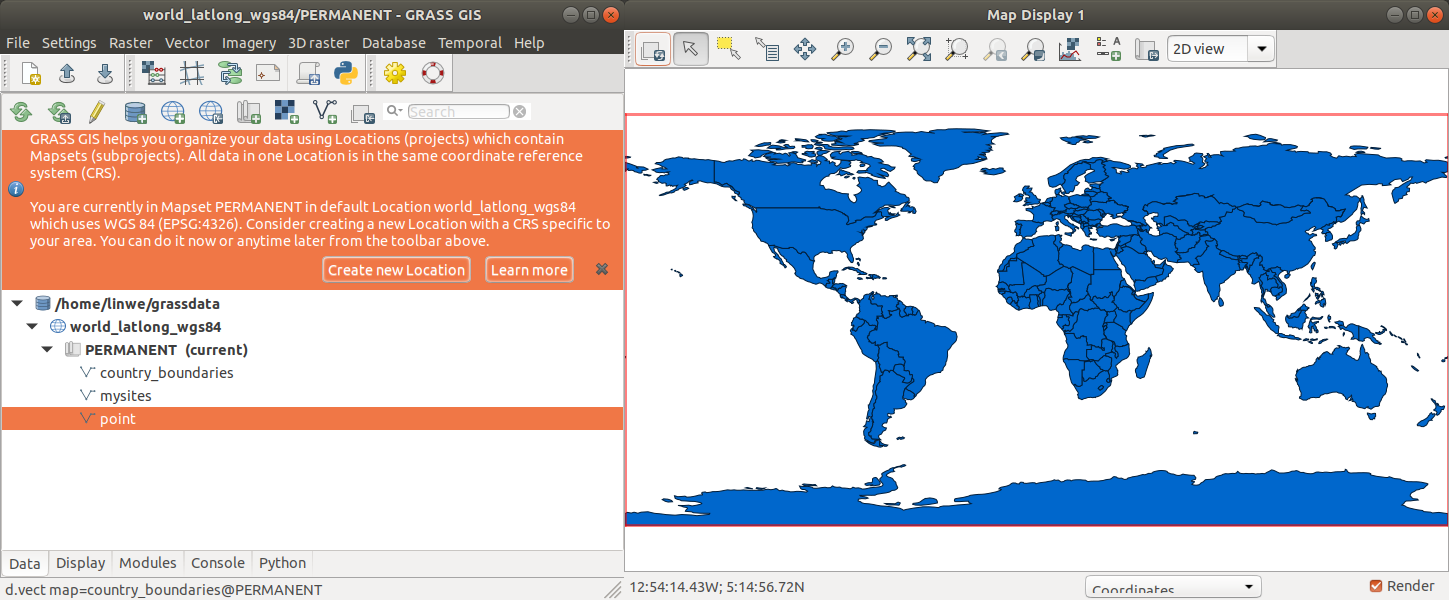 world_latlong_wgs84/PERMANENT - GRASS GIS
File Settings Raster Vector Imagery 3D raster Database Temporal Help
Search
GRASS GIS helps you organize your data using Locations (projects) which contain
Mapsets (subprojects). All data in one Location is in the same coordinate reference
system (CRS).
You are currently in Mapset PERMANENT in default Location world_latlong_wgs84
which uses WGS 84 (EPSG:4326). Consider creating a new Location with a CRS specific to
your area. You can do it now or anytime later from the toolbar above.
Create new Location Learn more
/home/linwe/grassdata
world_latlong_wgs84
PERMANENT (current)
country_boundaries
mysites
point
Data Display Modules Console Python
d.vect map=country_boundaries@PERMANENT
Map Display 1
2D view
12:54:14.43W; 5:14:56.72N
Coordinates
Render